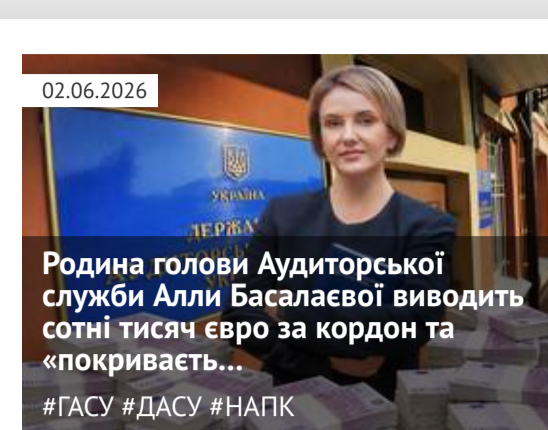 02.06.2026
УКРАЇНА
Родина голови Аудиторської
служби Алли Басалаєвої виводить
сотні тисяч євро за кордон та
«покриваєть...
#ГАСУ #ДАСУ #НАПК